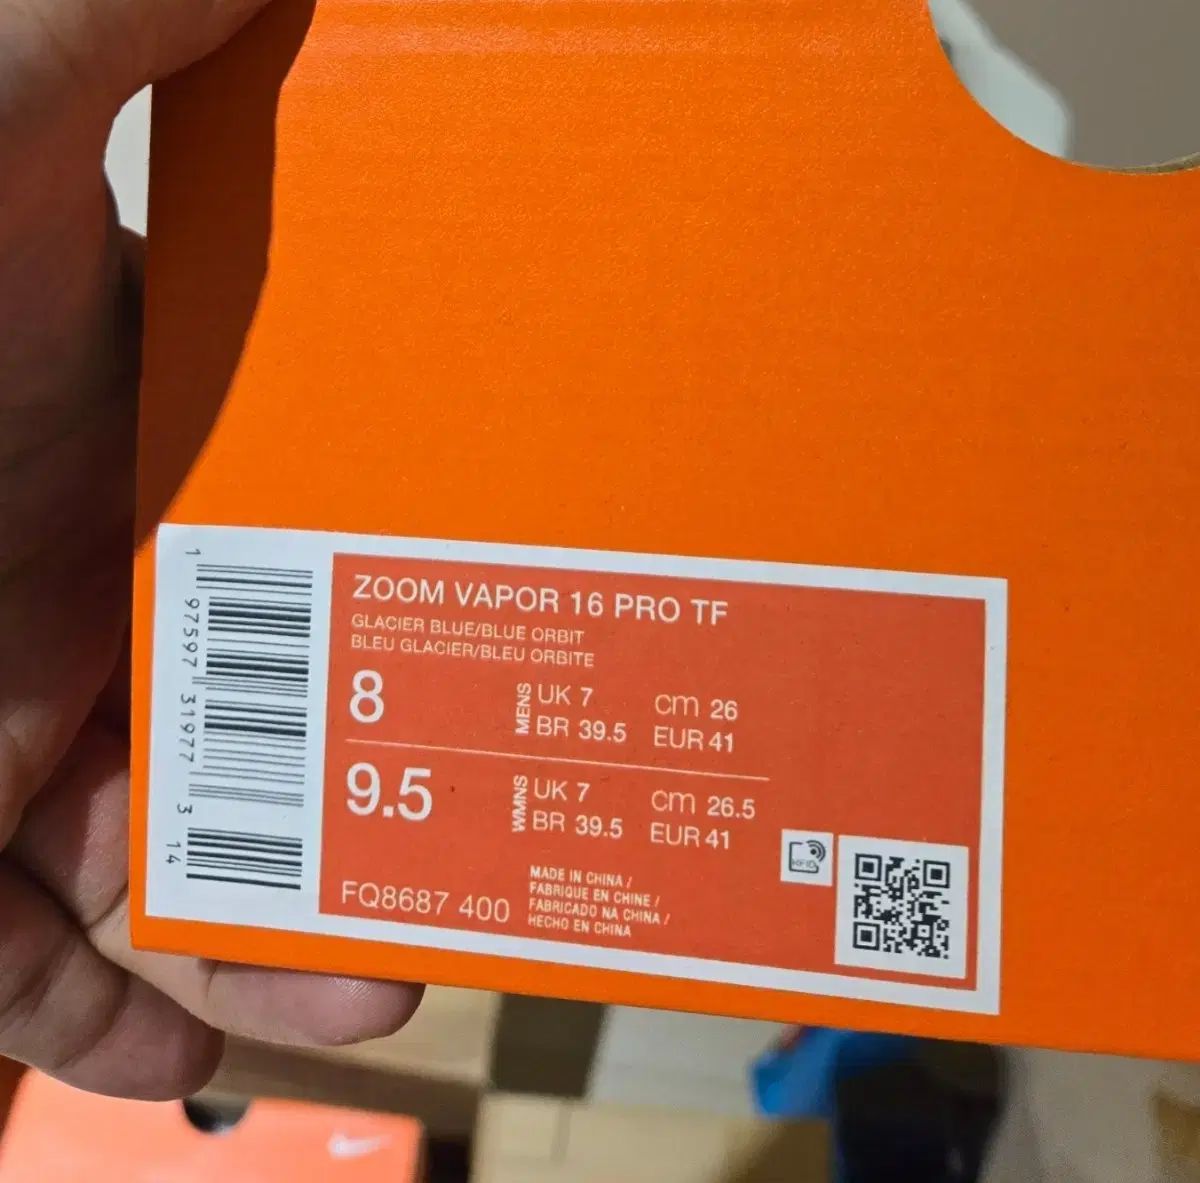 1
97597 31977 3
14
ZOOM VAPOR 16 PRO TF
GLACIER BLUE/BLUE ORBIT
BLEU GLACIER/BLEU ORBITE
8
MENS
UK 7 cm 26
BR 39.5 EUR 41
9.5
WMNS
UK 7 cm 26.5
BR 39.5 EUR 41
FQ8687 400
MADE IN CHINA /
FABRIQUE EN CHINE /
FABRICADO NA CHINA /
HECHO EN CHINA
RFID